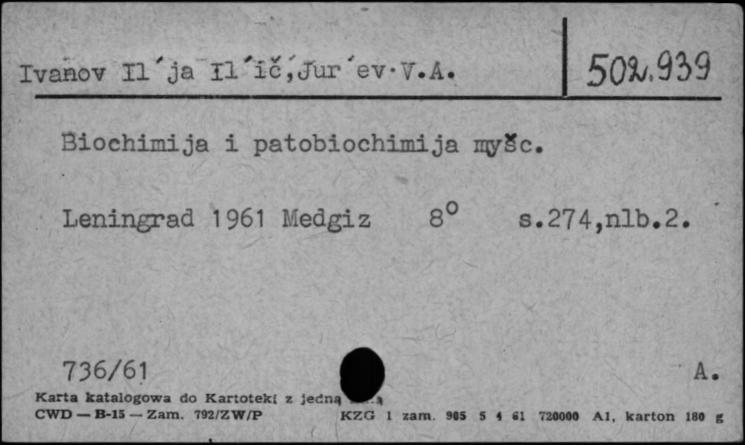 Ivanov Il´ja Il´ič,Jur´ev.V.A.
502.939
Biochimija i patobiochimija myšc.
Leningrad 1961 Medgiz 8° s.274,nlb.2.
736/61 A.
Karta katalogowa do Kartoteki z jedną
CWD — B-15 — Zam. 792/ZW/P KZG 1 zam. 905 5 4 61 720000 A1, karton 180 g